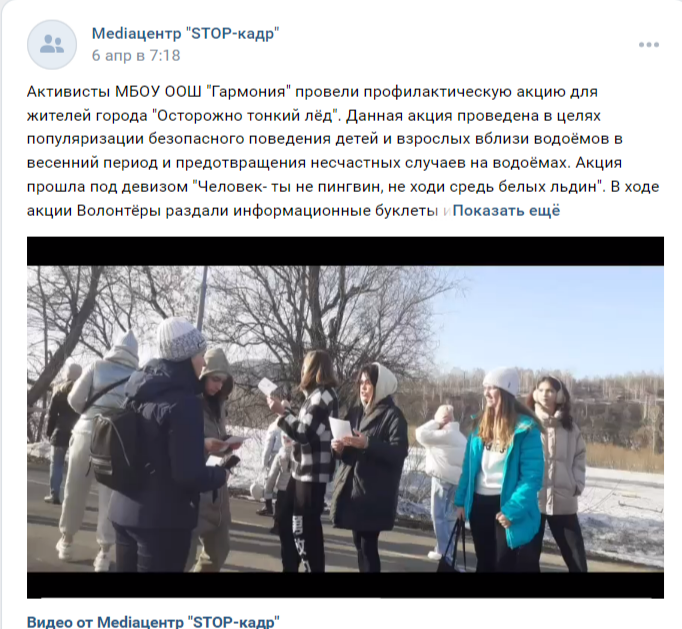 Mediaцентр "STOP-кадр"
6 апр в 7:18
Активисты МБОУ ООШ "Гармония" провели профилактическую акцию для
жителей города "Осторожно тонкий лёд". Данная акция проведена в целях
популяризации безопасного поведения детей и взрослых вблизи водоёмов в
весенний период и предотвращения несчастных случаев на водоёмах. Акция
прошла под девизом "Человек- ты не пингвин, не ходи средь белых льдин". В ходе
акции Волонтёры раздали информационные буклеты и Показать ещё
Видео от Mediaцентр "STOP-кадр"